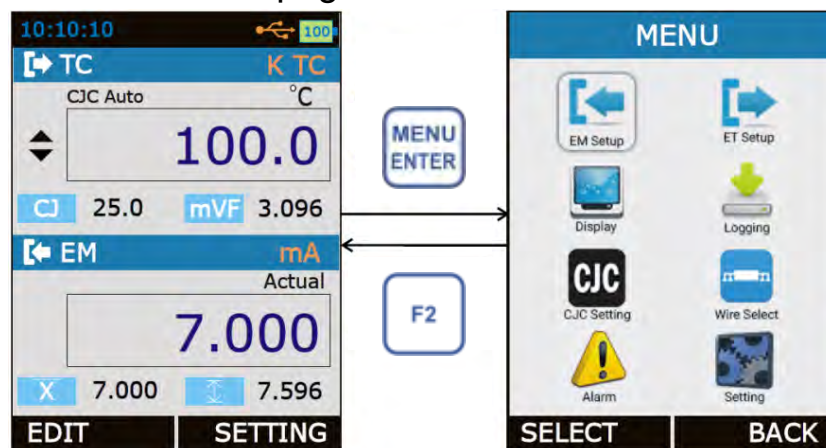 10:10:10 100
TC K TC
CJC Auto °C
100.0
CJ 25.0 mVF 3.096
EM mA
Actual
7.000
X 7.000 7.596
EDIT SETTING
MENU
ENTER
F2
MENU
EM Setup ET Setup
Display Logging
CJC
CJC Setting Wire Select
Alarm Setting
SELECT BACK